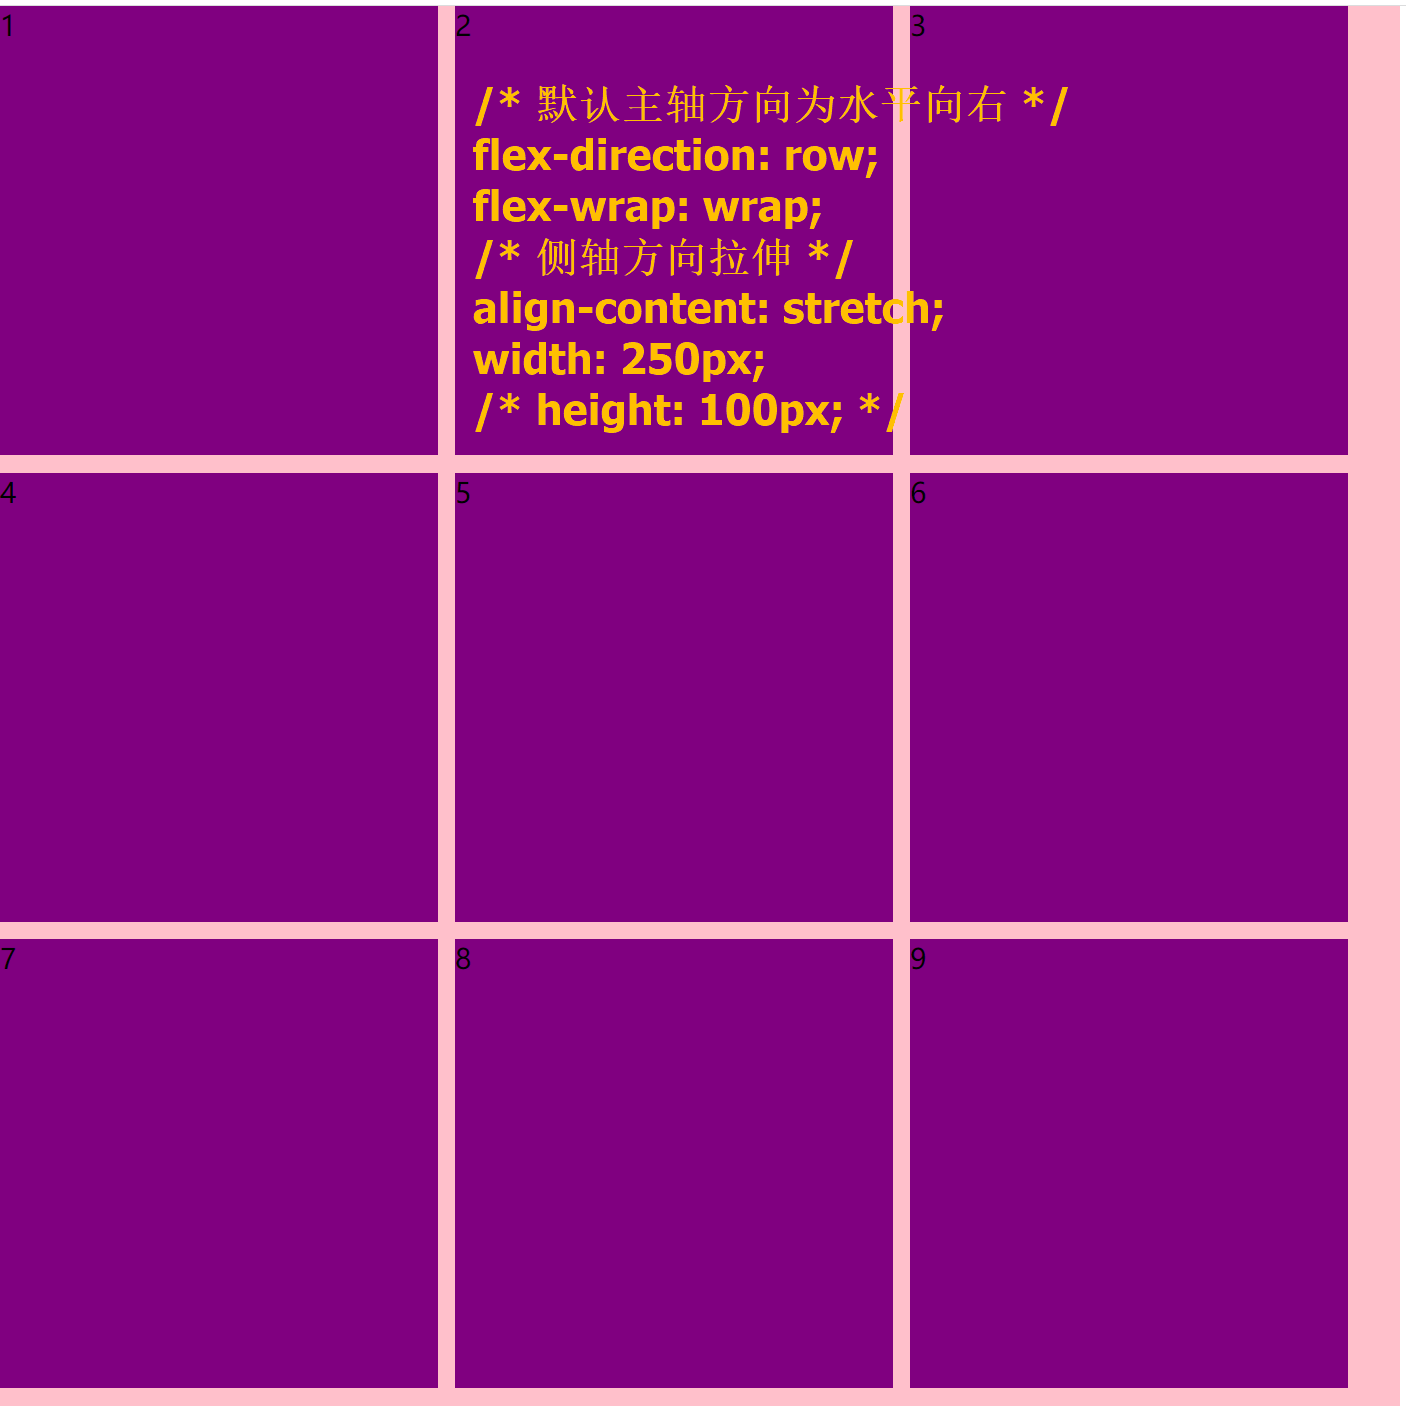 1
2
3
/* 默认主轴方向为水平向右 */
flex-direction: row;
flex-wrap: wrap;
/* 侧轴方向拉伸 */
align-content: stretch;
width: 250px;
/* height: 100px; */
4
5
6
7
8
9